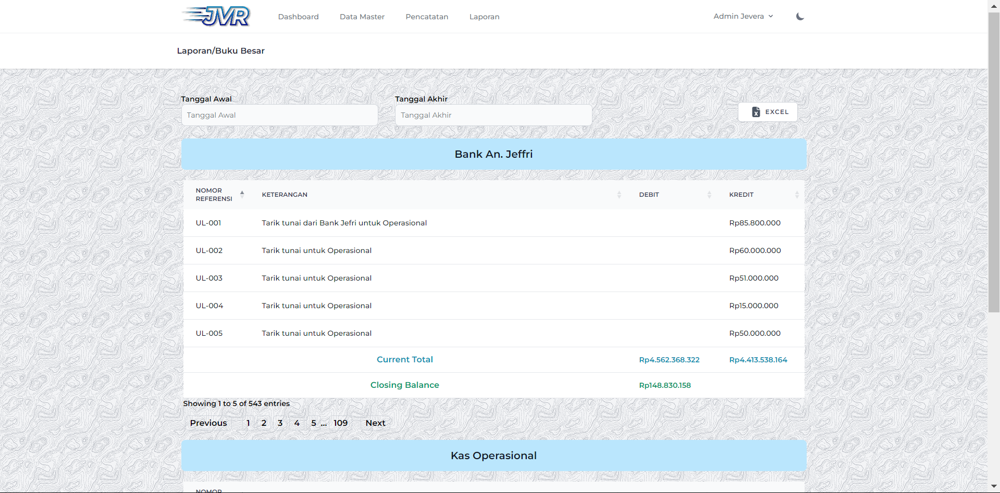 JVR Dashboard Data Master Pencatatan Laporan Admin Jevera
Laporan/Buku Besar
Tanggal Awal Tanggal Akhir
Tanggal Awal Tanggal Akhir EXCEL
Bank An. Jeffri
NOMOR REFERENSI KETERANGAN DEBIT KREDIT
UL-001 Tarik tunai dari Bank Jefri untuk Operasional Rp85.800.000
UL-002 Tarik tunai untuk Operasional Rp60.000.000
UL-003 Tarik tunai untuk Operasional Rp51.000.000
UL-004 Tarik tunai untuk Operasional Rp15.000.000
UL-005 Tarik tunai untuk Operasional Rp50.000.000
Current Total Rp4.562.368.322 Rp4.413.538.164
Closing Balance Rp148.830.158
Showing 1 to 5 of 543 entries
Previous 1 2 3 4 5 ... 109 Next
Kas Operasional
NOMOR